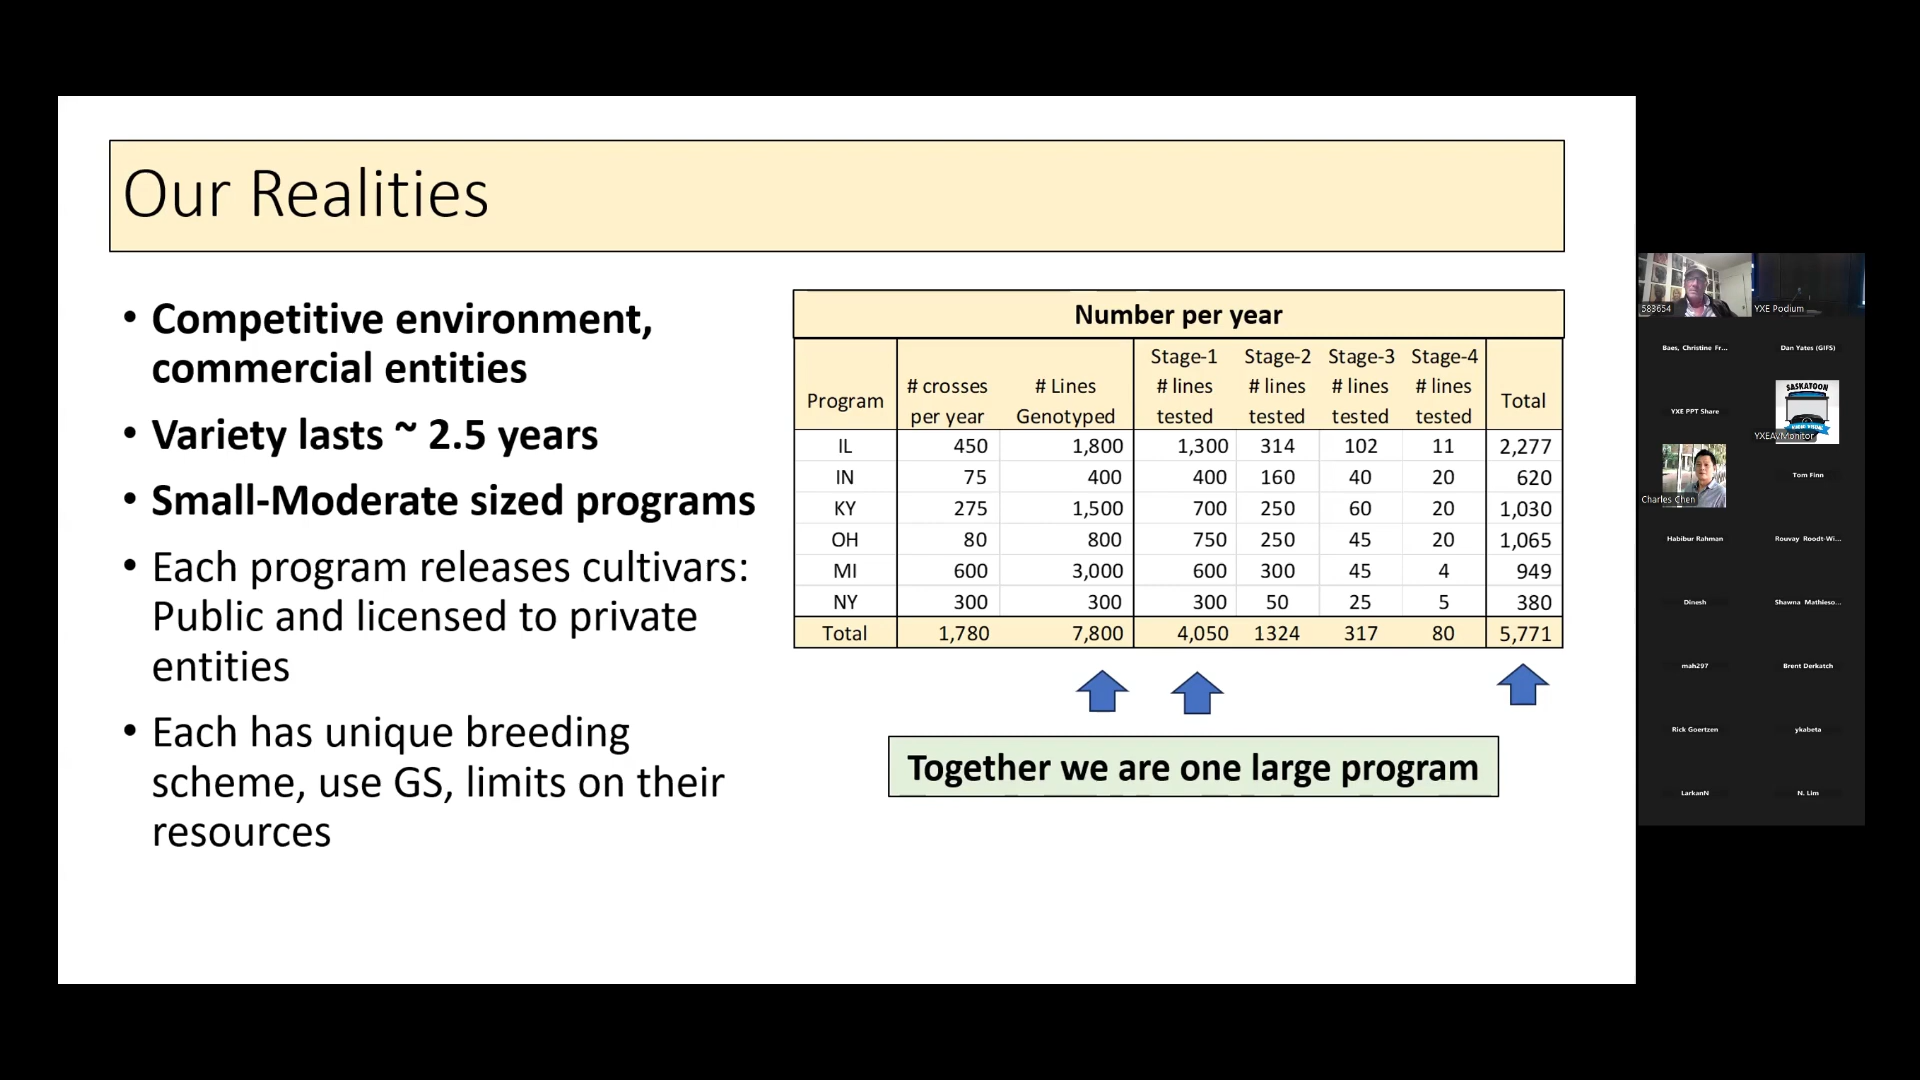 Our Realities
• Competitive environment,
commercial entities
• Variety lasts ~ 2.5 years
• Small-Moderate sized programs
• Each program releases cultivars:
Public and licensed to private
entities
• Each has unique breeding
scheme, use GS, limits on their
resources
Number per year
Program # crosses per year # Lines Genotyped Stage-1 # lines tested Stage-2 # lines tested Stage-3 # lines tested Stage-4 # lines tested Total
IL 450 1,800 1,300 314 102 11 2,277
IN 75 400 400 160 40 20 620
KY 275 1,500 700 250 60 20 1,030
OH 80 800 750 250 45 20 1,065
MI 600 3,000 600 300 45 4 949
NY 300 300 300 50 25 5 380
Total 1,780 7,800 4,050 1324 317 80 5,771
Together we are one large program
583654
YXE Podium
Baes, Christine Fr...
Dan Yates (GIFS)
YXE PPT Share
SASKATOON
YXEAVMonitor
Charles Chen
Tom Finn
Habibur Rahman
Rouvay Roodt-Wi...
Dinesh
Shawna Mathieso...
mah297
Brent Derkatch
Rick Goertzen
ykabeta
LarkanN
N. Lim